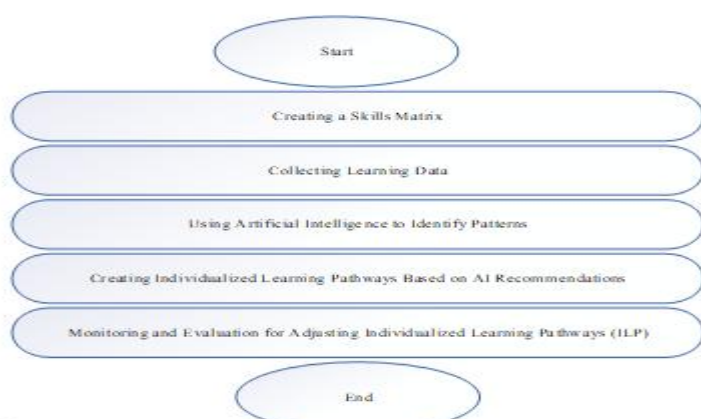 Start
Creating a Skills Matrix
Collecting Learning Data
Using Artificial Intelligence to Identify Patterns
Creating Individualized Learning Pathways Based on AI Recommendations
Monitoring and Evaluation for Adjusting Individualized Learning Pathways (ILP)
End